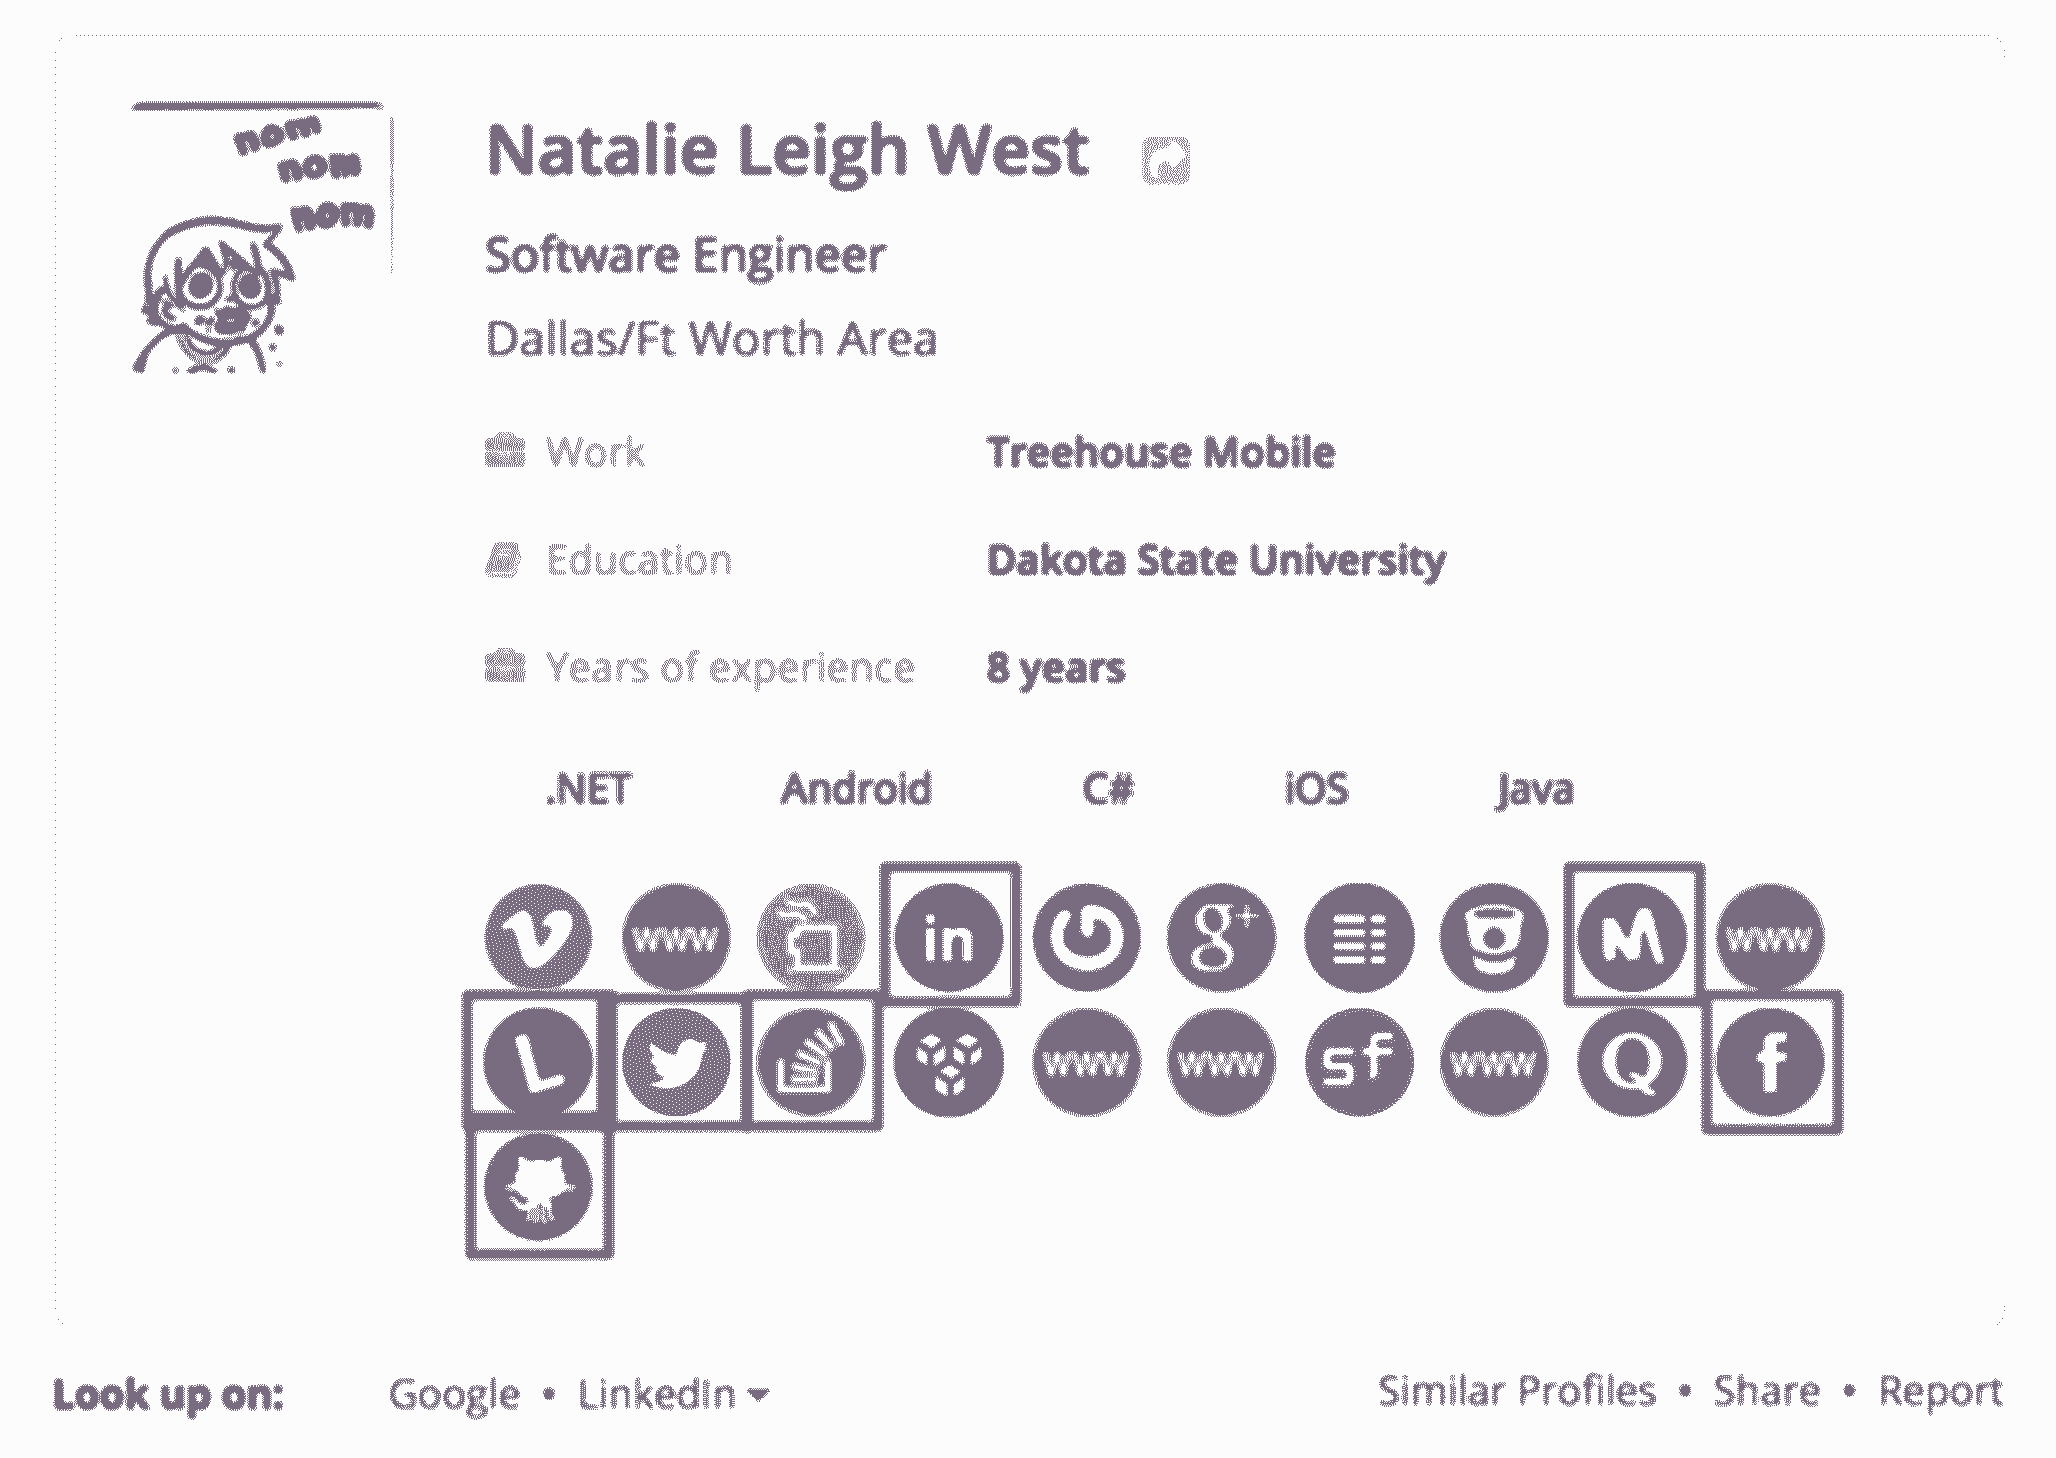 nom
nom
nom
Natalie Leigh West
Software Engineer
Dallas/Ft Worth Area
Work Treehouse Mobile
Education Dakota State University
Years of experience 8 years
.NET Android C# iOS Java
www in g+ M www
L www www sf www Q f
Look up on: Google • LinkedIn Similar Profiles • Share • Report